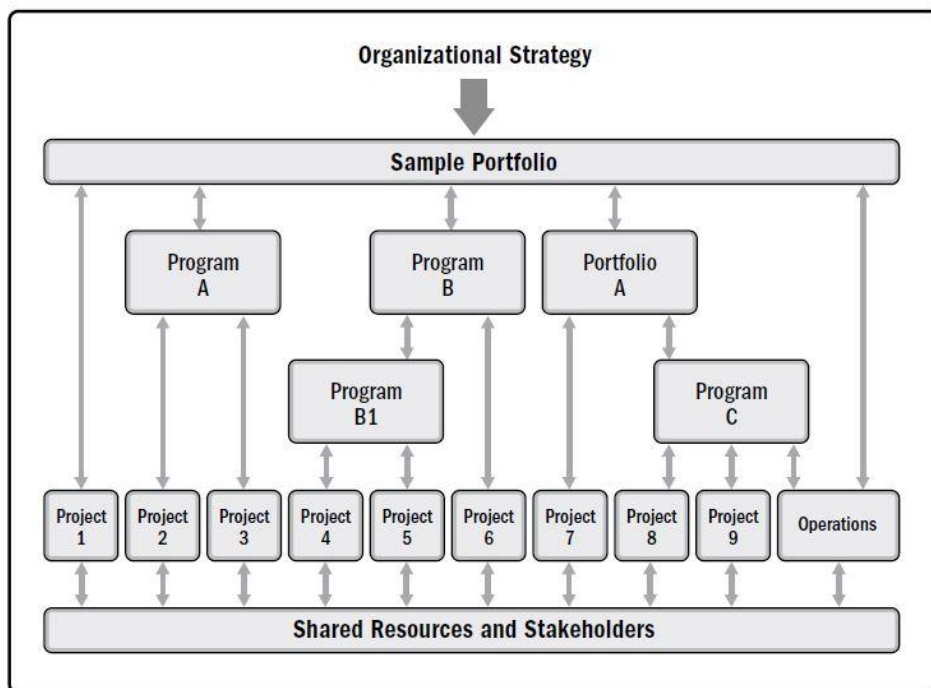 Organizational Strategy
Sample Portfolio
Program
A
Program
B
Portfolio
A
Program
B1
Program
C
Project
1
Project
2
Project
3
Project
4
Project
5
Project
6
Project
7
Project
8
Project
9
Operations
Shared Resources and Stakeholders